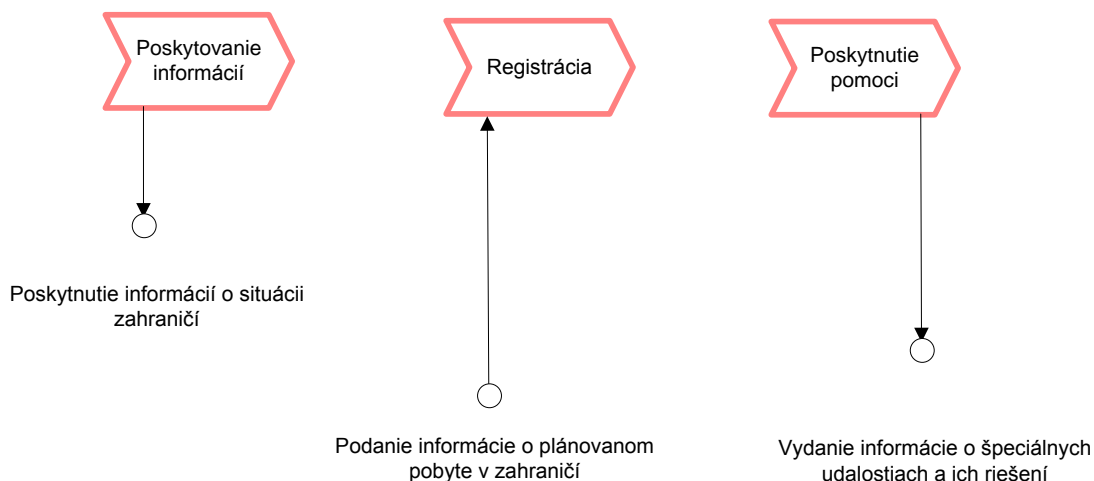 Poskytovanie
informácií
Registrácia
Poskytnutie
pomoci
Poskytnutie informácií o situácii
zahraničí
Podanie informácie o plánovanom
pobyte v zahraničí
Vydanie informácie o špeciálnych
udalostiach a ich riešení